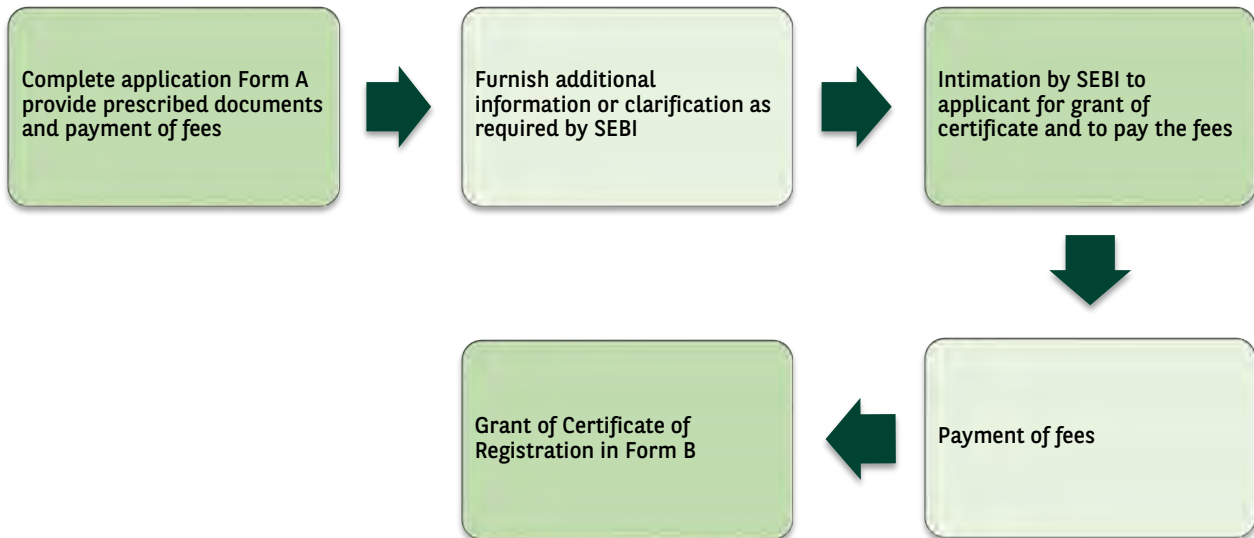 Complete application Form A
provide prescribed documents
and payment of fees
Furnish additional
information or clarification as
required by SEBI
Intimation by SEBI to
applicant for grant of
certificate and to pay the fees
Payment of fees
Grant of Certificate of
Registration in Form B